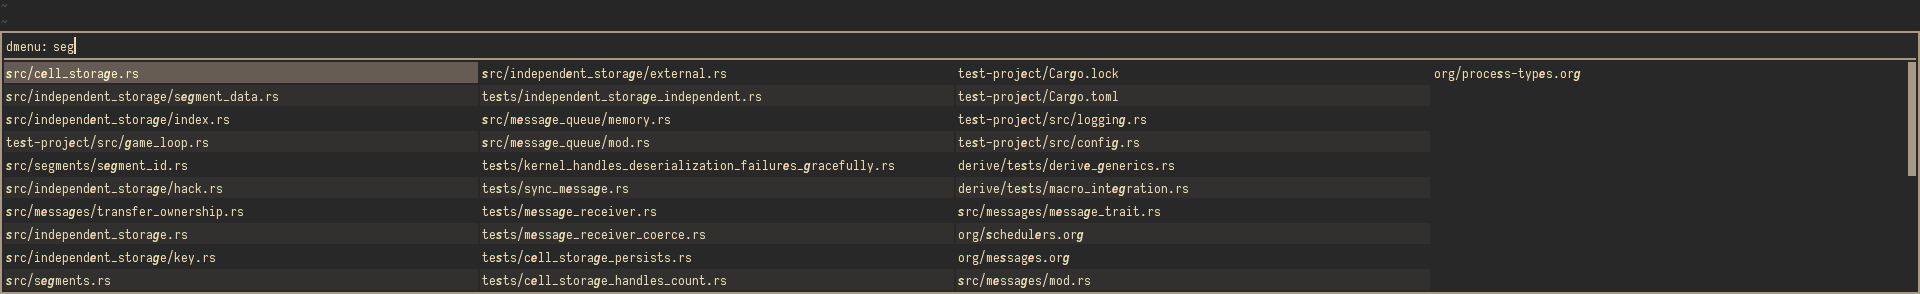 ~
~
dmenu: seg
src/cell_storage.rs
src/independent_storage/segment_data.rs
src/independent_storage/index.rs
test-project/src/game_loop.rs
src/segments/segment_id.rs
src/independent_storage/hack.rs
src/messages/transfer_ownership.rs
src/independent_storage.rs
src/independent_storage/key.rs
src/segments.rs
src/independent_storage/external.rs
tests/independent_storage_independent.rs
src/message_queue/memory.rs
src/message_queue/mod.rs
tests/kernel_handles_deserialization_failures_gracefully.rs
tests/sync_message.rs
tests/message_receiver.rs
tests/message_receiver_coerce.rs
tests/cell_storage_persists.rs
tests/cell_storage_handles_count.rs
test-project/Cargo.lock
test-project/Cargo.toml
test-project/src/logging.rs
test-project/src/config.rs
derive/tests/derive_generics.rs
derive/tests/macro_integration.rs
src/messages/message_trait.rs
org/schedulers.org
org/messages.org
src/messages/mod.rs
org/process-types.org